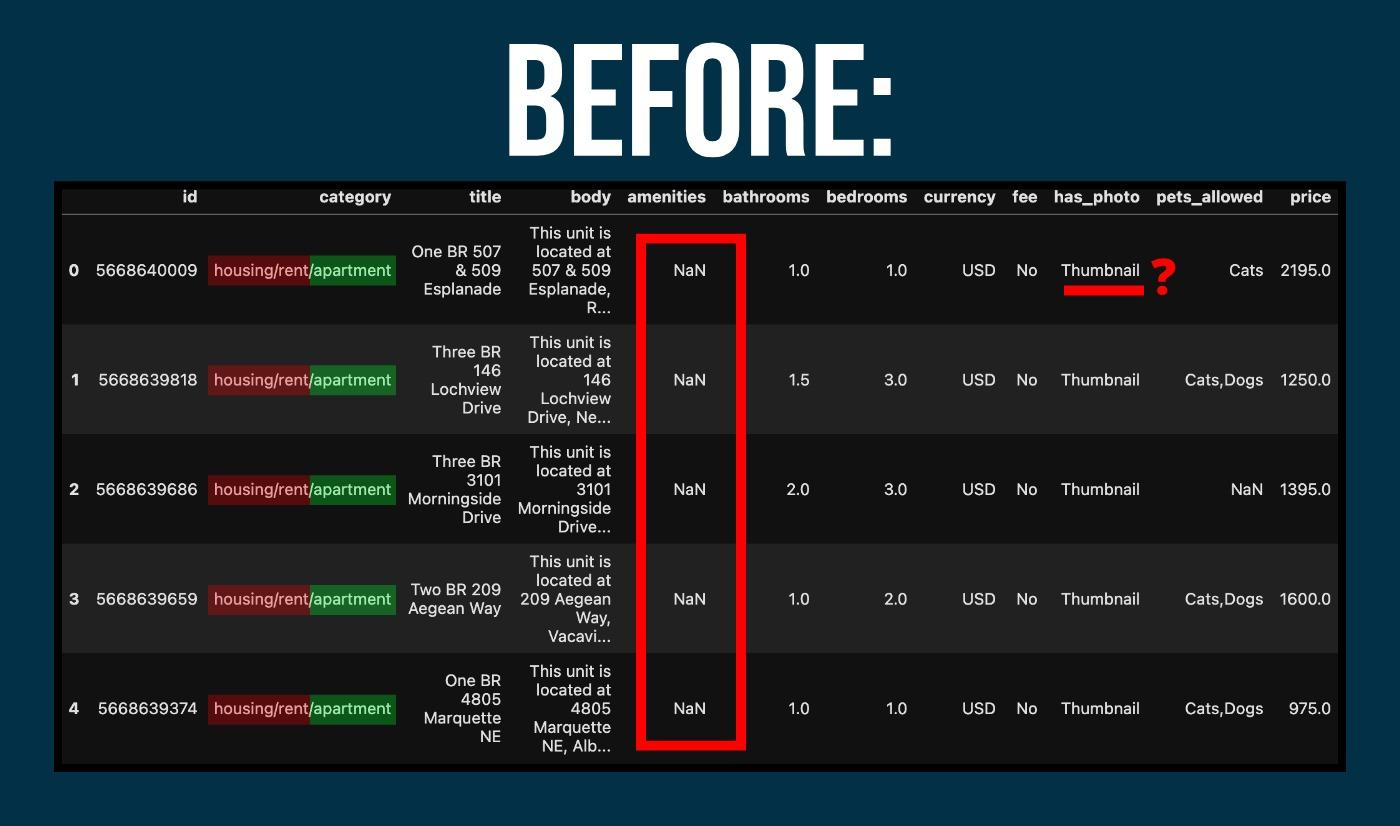 BEFORE:
id category title body amenities bathrooms bedrooms currency fee has_photo pets_allowed price
0 5668640009 housing/rent/apartment One BR 507 & 509 Esplanade This unit is located at 507 & 509 Esplanade, R... NaN 1.0 1.0 USD No Thumbnail ? Cats 2195.0
1 5668639818 housing/rent/apartment Three BR 146 Lochview Drive This unit is located at 146 Lochview Drive, Ne... NaN 1.5 3.0 USD No Thumbnail Cats,Dogs 1250.0
2 5668639686 housing/rent/apartment Three BR 3101 Morningside Drive This unit is located at 3101 Morningside Drive... NaN 2.0 3.0 USD No Thumbnail NaN 1395.0
3 5668639659 housing/rent/apartment Two BR 209 Aegean Way This unit is located at 209 Aegean Way, Vacavi... NaN 1.0 2.0 USD No Thumbnail Cats,Dogs 1600.0
4 5668639374 housing/rent/apartment One BR 4805 Marquette NE This unit is located at 4805 Marquette NE, Alb... NaN 1.0 1.0 USD No Thumbnail Cats,Dogs 975.0